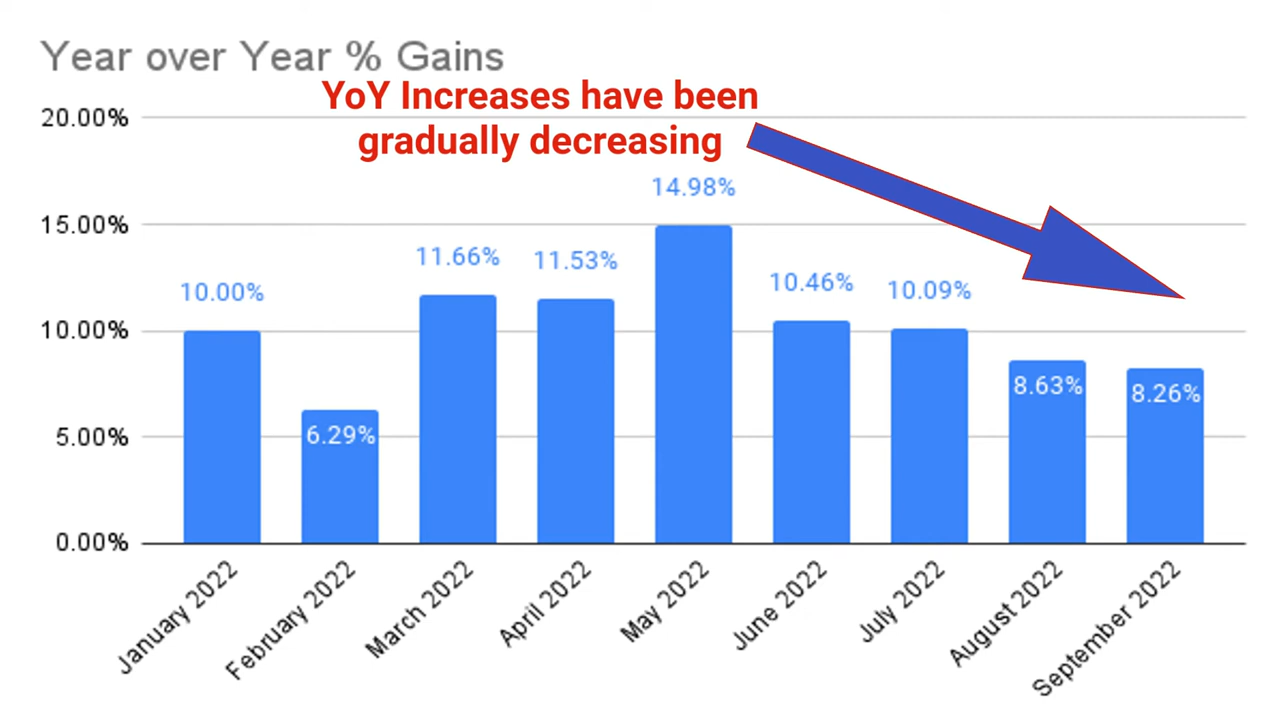 Year over Year % Gains
YoY Increases have been
gradually decreasing
20.00%
15.00%
10.00%
5.00%
0.00%
10.00%
6.29%
11.66%
11.53%
14.98%
10.46%
10.09%
8.63%
8.26%
January 2022
February 2022
March 2022
April 2022
May 2022
June 2022
July 2022
August 2022
September 2022